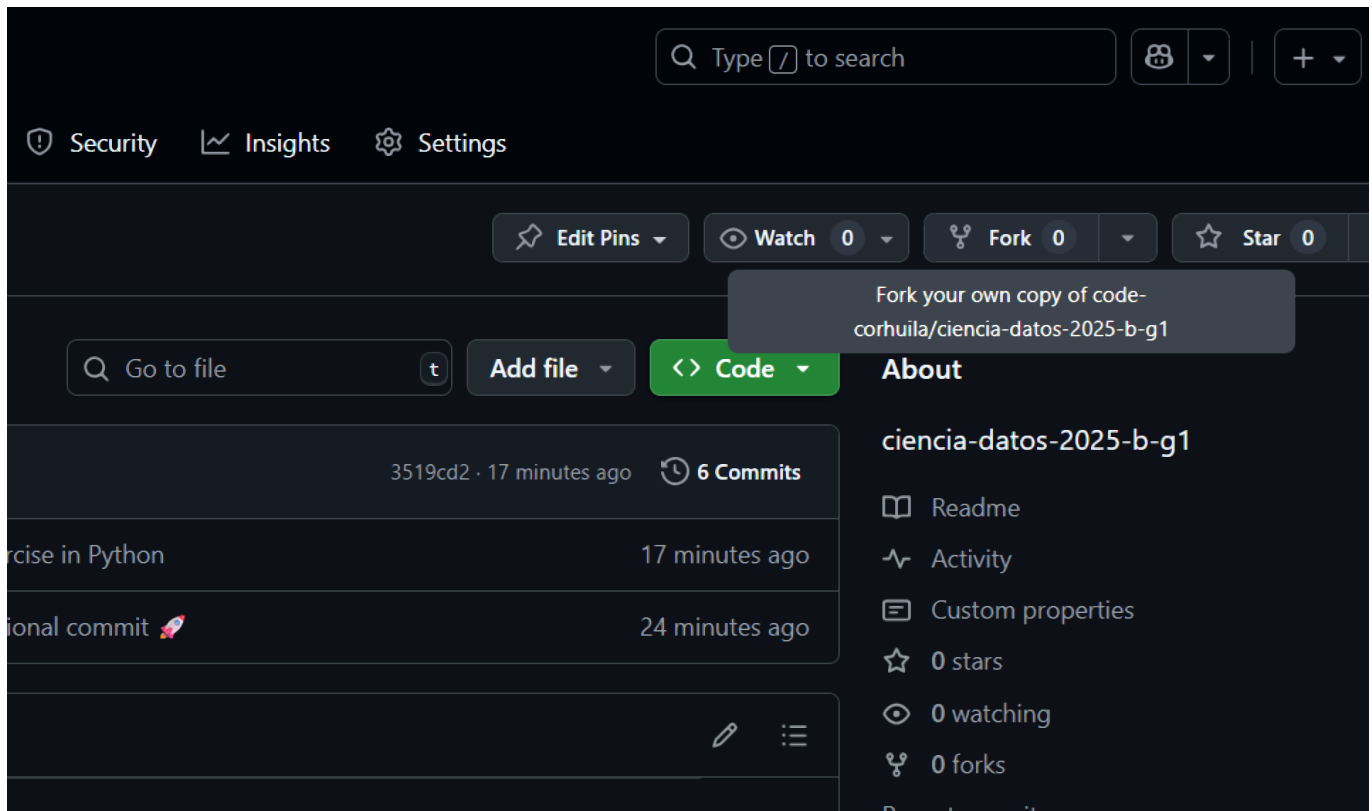 Type / to search
Security Insights Settings
Edit Pins Watch 0 Fork 0 Star 0
Fork your own copy of code-
corhuila/ciencia-datos-2025-b-g1
Go to file t Add file Code
About
ciencia-datos-2025-b-g1
3519cd2 · 17 minutes ago 6 Commits
Readme
rcise in Python 17 minutes ago
Activity
Custom properties
ional commit 🚀 24 minutes ago
0 stars
0 watching
0 forks